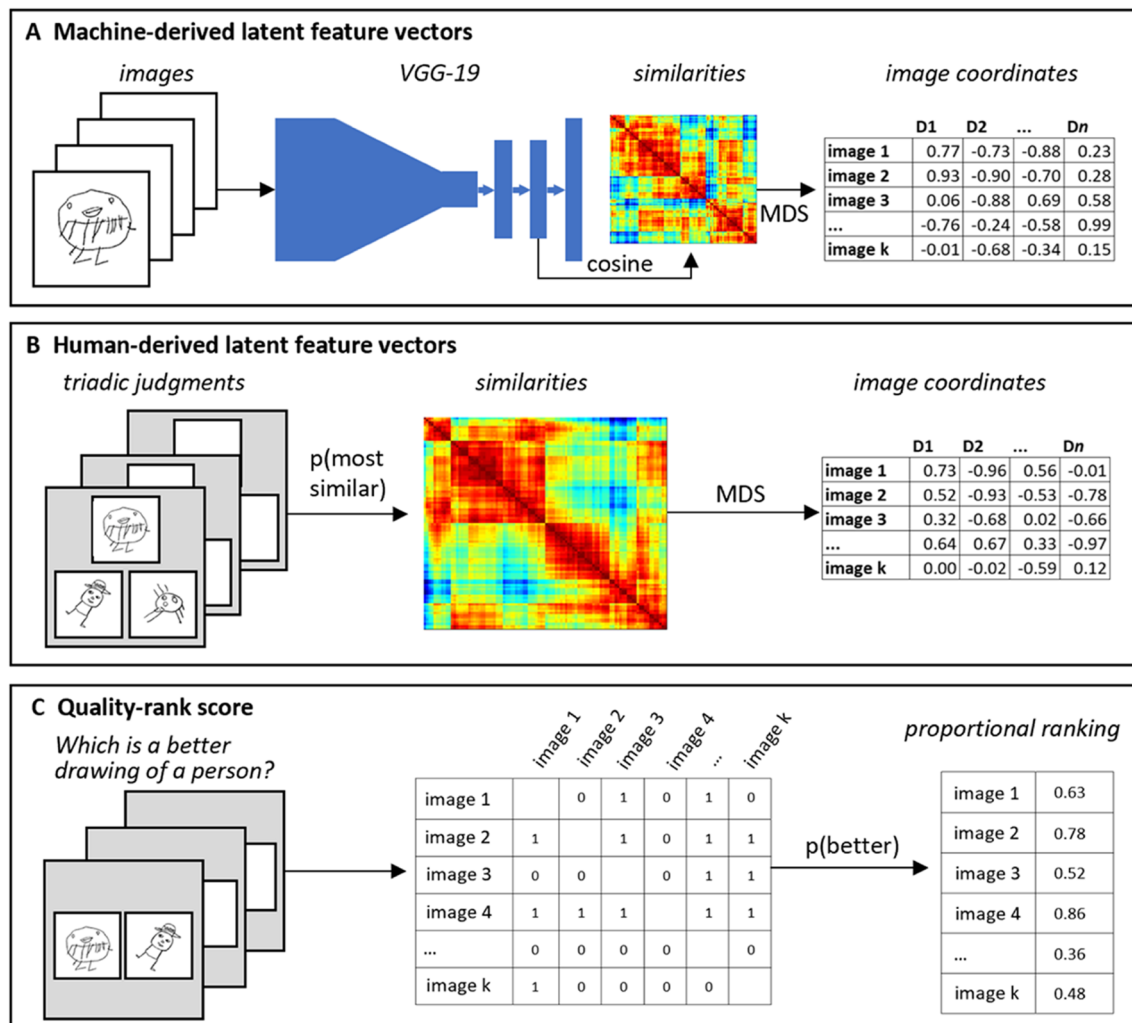 A Machine-derived latent feature vectors
images VGG-19 similarities image coordinates
D1 D2 ... Dn
image 1 0.77 -0.73 -0.88 0.23
image 2 0.93 -0.90 -0.70 0.28
image 3 0.06 -0.88 0.69 0.58
... -0.76 -0.24 -0.58 0.99
image k -0.01 -0.68 -0.34 0.15
MDS
cosine
B Human-derived latent feature vectors
triadic judgments similarities image coordinates
p(most
similar)
MDS
D1 D2 ... Dn
image 1 0.73 -0.96 0.56 -0.01
image 2 0.52 -0.93 -0.53 -0.78
image 3 0.32 -0.68 0.02 -0.66
... 0.64 0.67 0.33 -0.97
image k 0.00 -0.02 -0.59 0.12
C Quality-rank score
Which is a better
drawing of a person?
image 1 image 2 image 3 image 4 ... image k
image 1 0 1 0 1 0
image 2 1 1 0 1 1
image 3 0 0 0 1 1
image 4 1 1 1 1 1
... 0 0 0 0 0
image k 1 0 0 0 0
p(better)
proportional ranking
image 1 0.63
image 2 0.78
image 3 0.52
image 4 0.86
... 0.36
image k 0.48